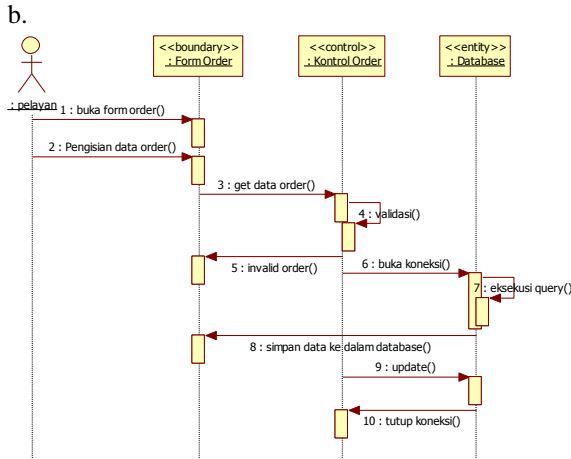 b.
<<boundary>>
: Form Order
<<control>>
: Kontrol Order
<<entity>>
: Database
: pelayan
1 : buka form order()
2 : Pengisian data order()
3 : get data order()
4 : validasi()
5 : invalid order()
6 : buka koneksi()
7 : eksekusi query()
8 : simpan data ke dalam database()
9 : update()
10 : tutup koneksi()